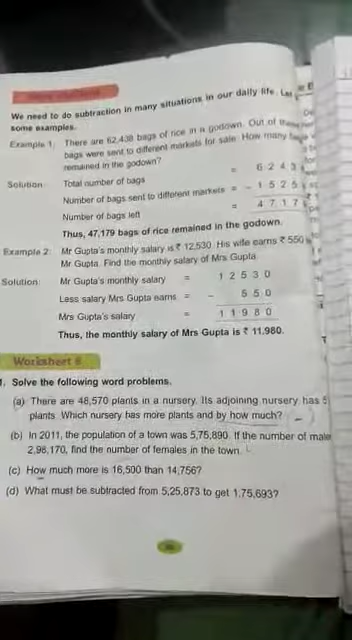 We need to do subtraction in many situations in our daily life. Let
some examples.
Example 1: There are 62,438 bags of rice in a godown. Out of these
bags were sent to different markets for sale. How many bags
remained in the godown?
Solution: Total number of bags = 6 2 4 3
Number of bags sent to different markets = - 1 5 2 5
Number of bags left = 4 7 1 7
Thus, 47,179 bags of rice remained in the godown.
Example 2: Mr Gupta's monthly salary is ₹ 12,530. His wife earns ₹ 550
Mr Gupta. Find the monthly salary of Mrs Gupta.
Solution: Mr Gupta's monthly salary = 1 2 5 3 0
Less salary Mrs Gupta earns = - 5 5 0
Mrs Gupta's salary = 1 1 9 8 0
Thus, the monthly salary of Mrs Gupta is ₹ 11,980.
Worksheet 6
1. Solve the following word problems.
(a) There are 48,570 plants in a nursery. Its adjoining nursery has 5
plants. Which nursery has more plants and by how much?
(b) In 2011, the population of a town was 5,75,890. If the number of male
2,98,170, find the number of females in the town.
(c) How much more is 16,500 than 14,756?
(d) What must be subtracted from 5,25,873 to get 1,75,693?